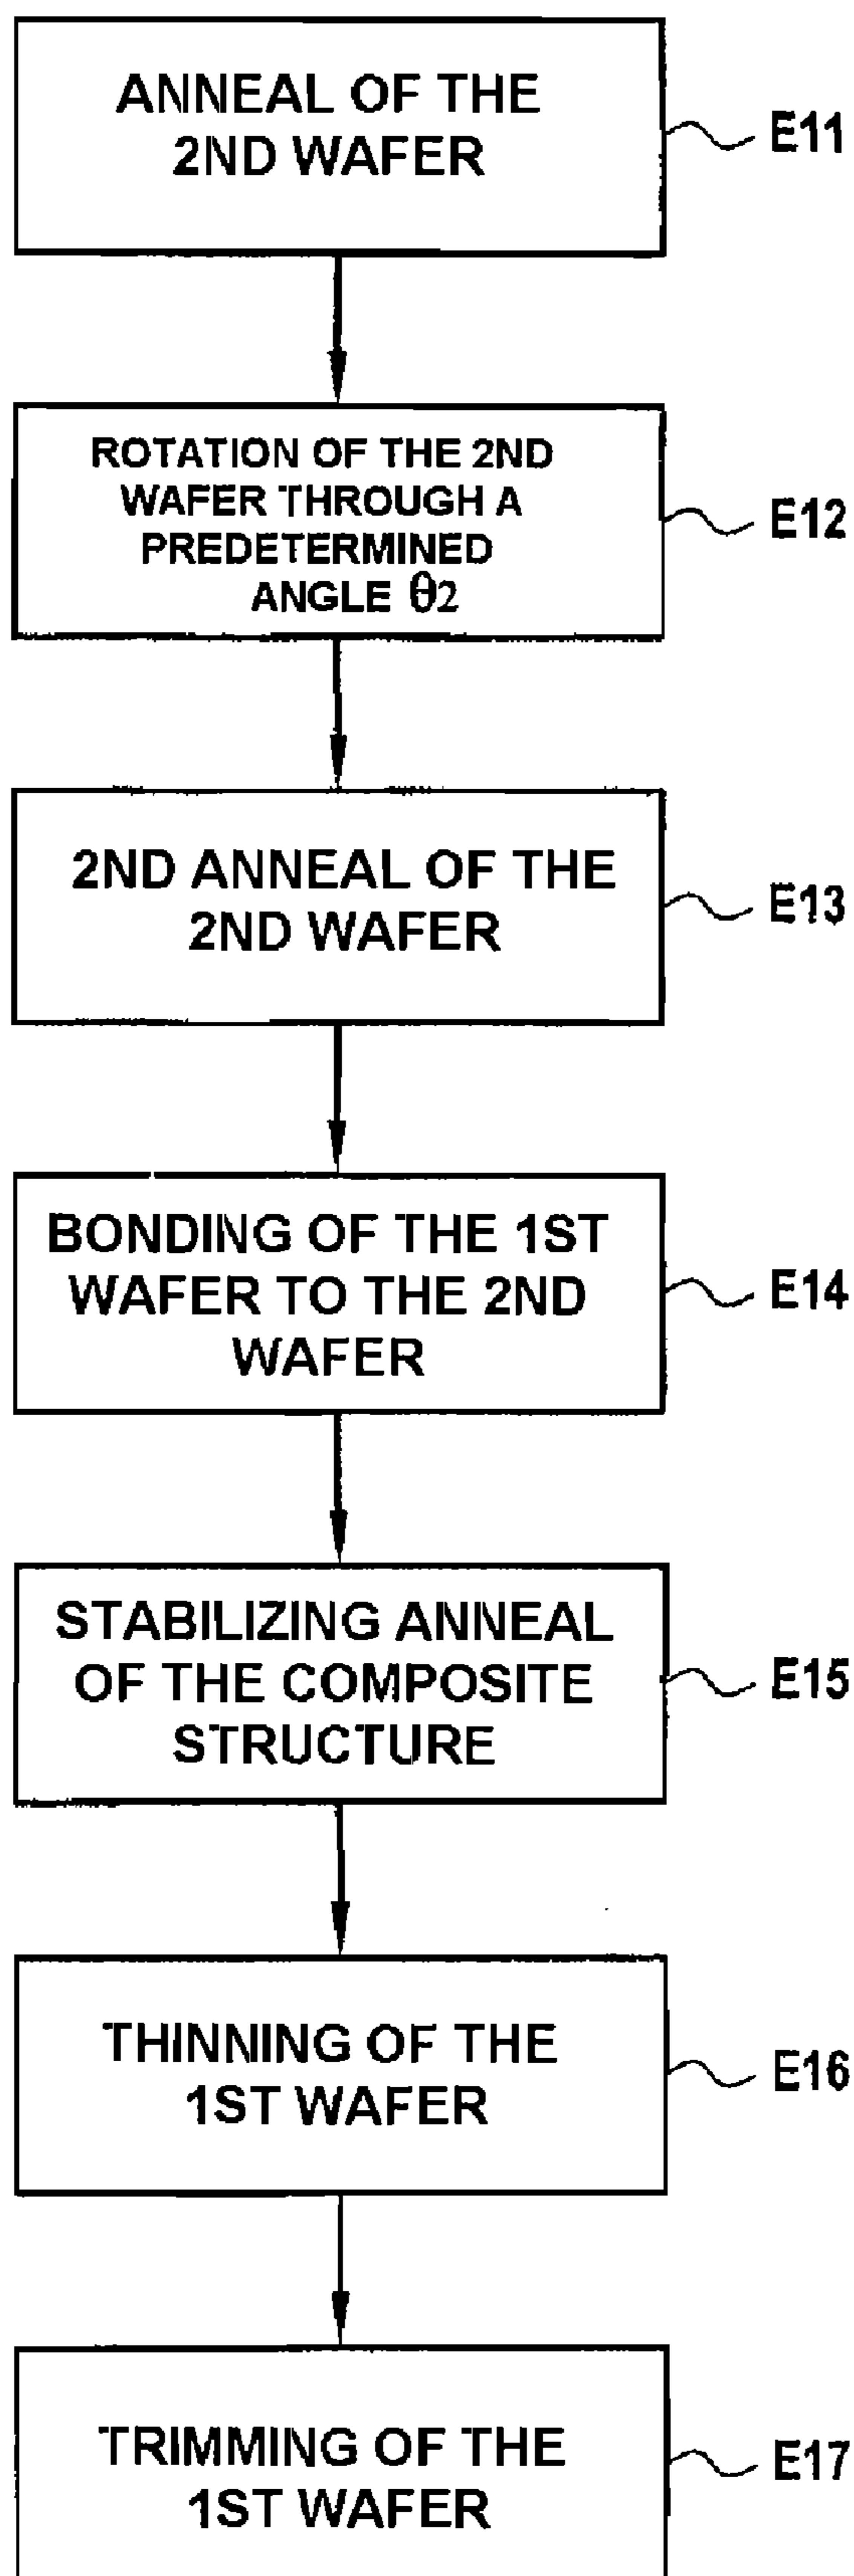 ANNEAL OF THE
2ND WAFER
E11
ROTATION OF THE 2ND
WAFER THROUGH A
PREDETERMINED
ANGLE θ2
E12
2ND ANNEAL OF THE
2ND WAFER
E13
BONDING OF THE 1ST
WAFER TO THE 2ND
WAFER
E14
STABILIZING ANNEAL
OF THE COMPOSITE
STRUCTURE
E15
THINNING OF THE
1ST WAFER
E16
TRIMMING OF THE
1ST WAFER
E17